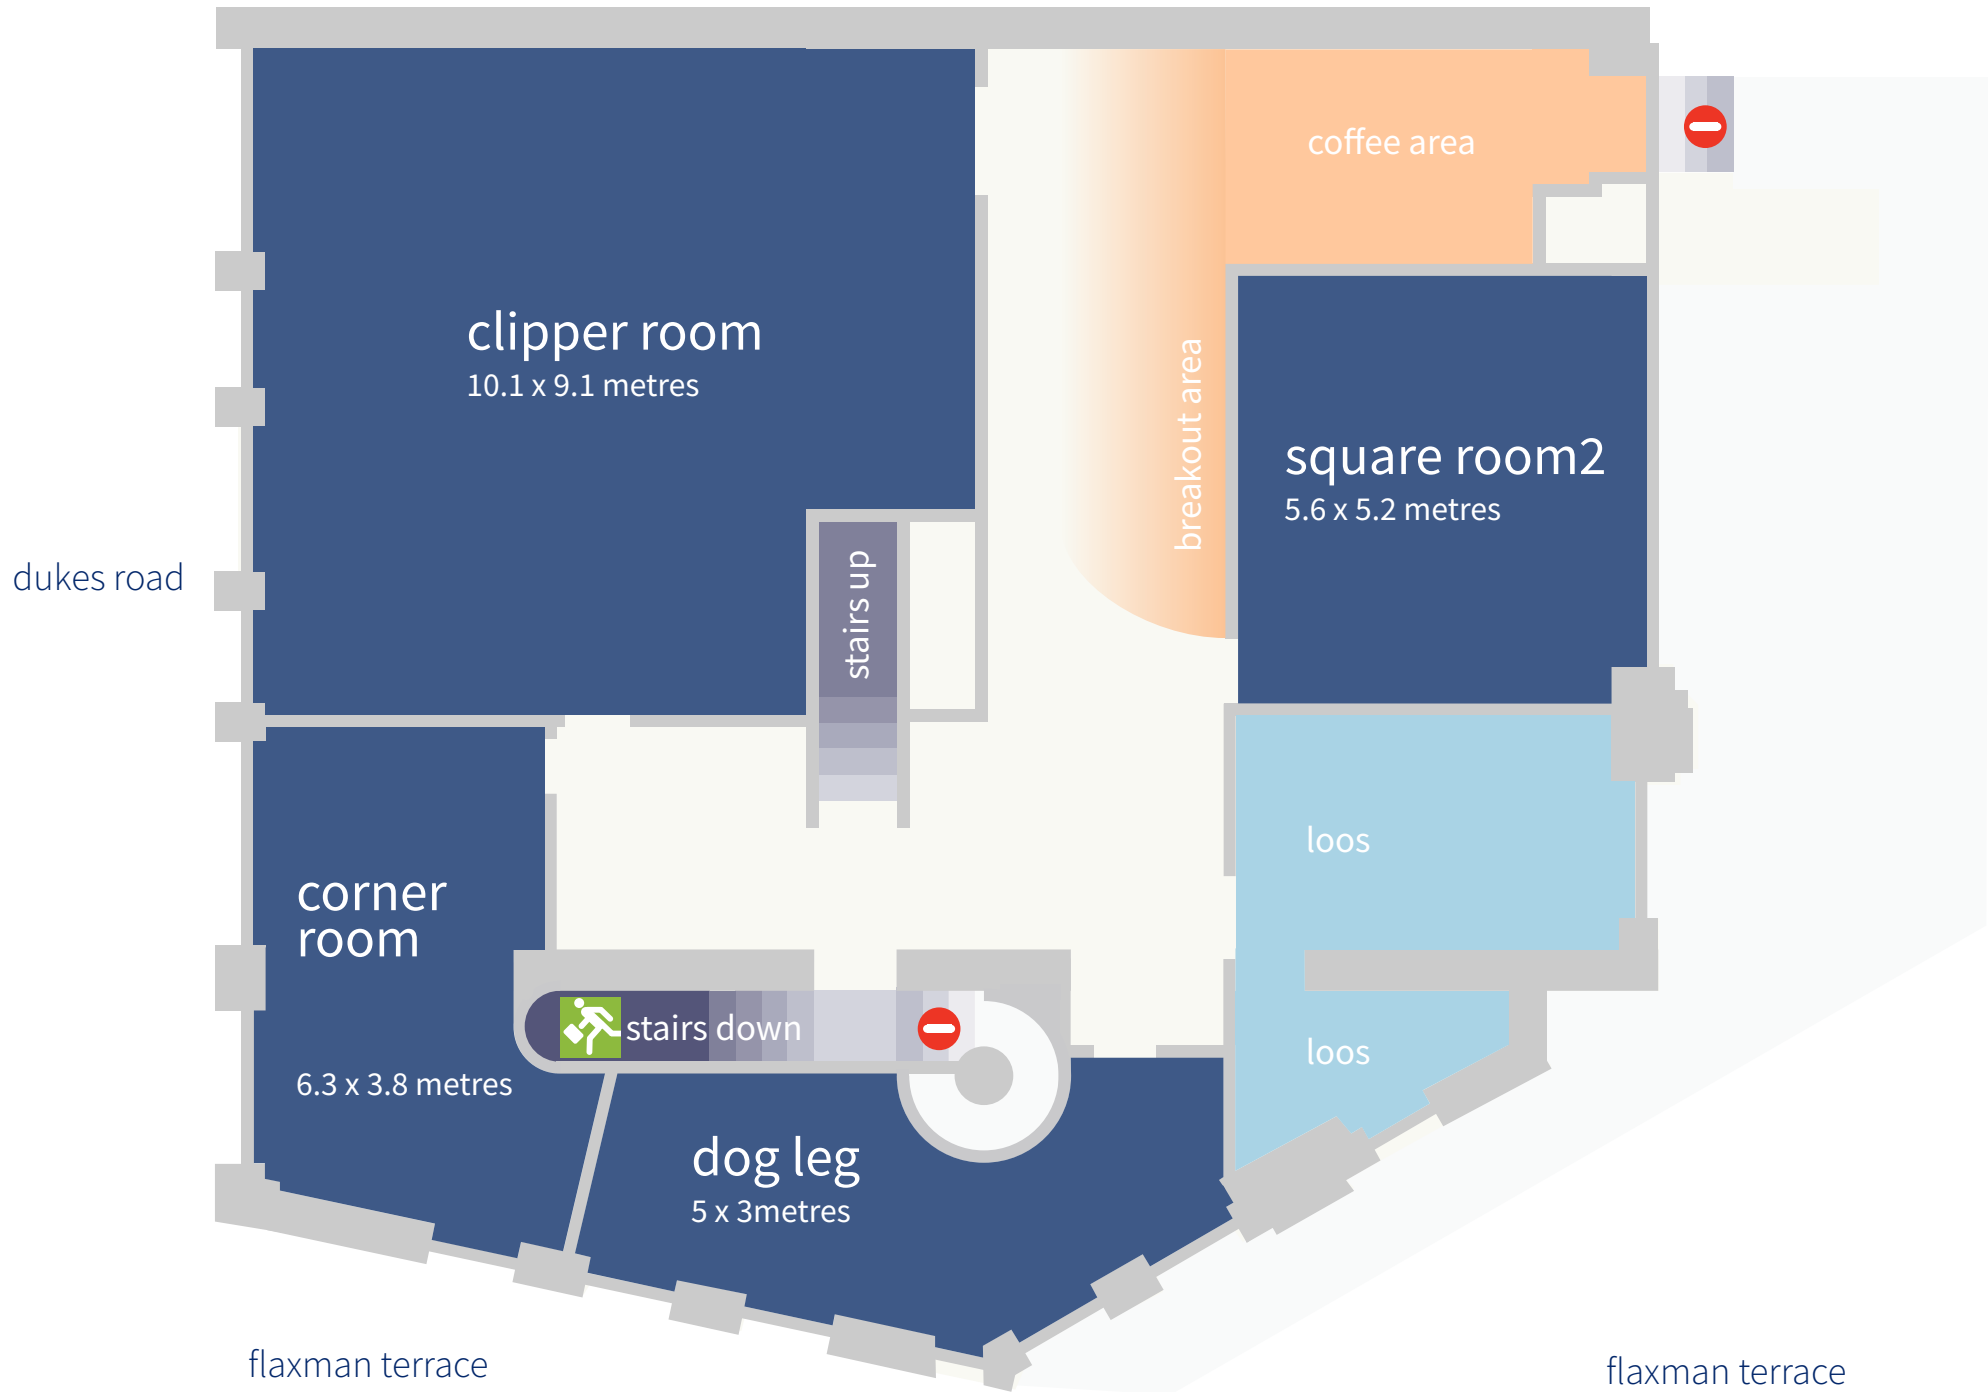 coffee area
clipper room
10.1 x 9.1 metres
breakout area
square room2
5.6 x 5.2 metres
dukes road
stairs up
loos
corner
room
6.3 x 3.8 metres
stairs down
loos
dog leg
5 x 3metres
flaxman terrace
flaxman terrace